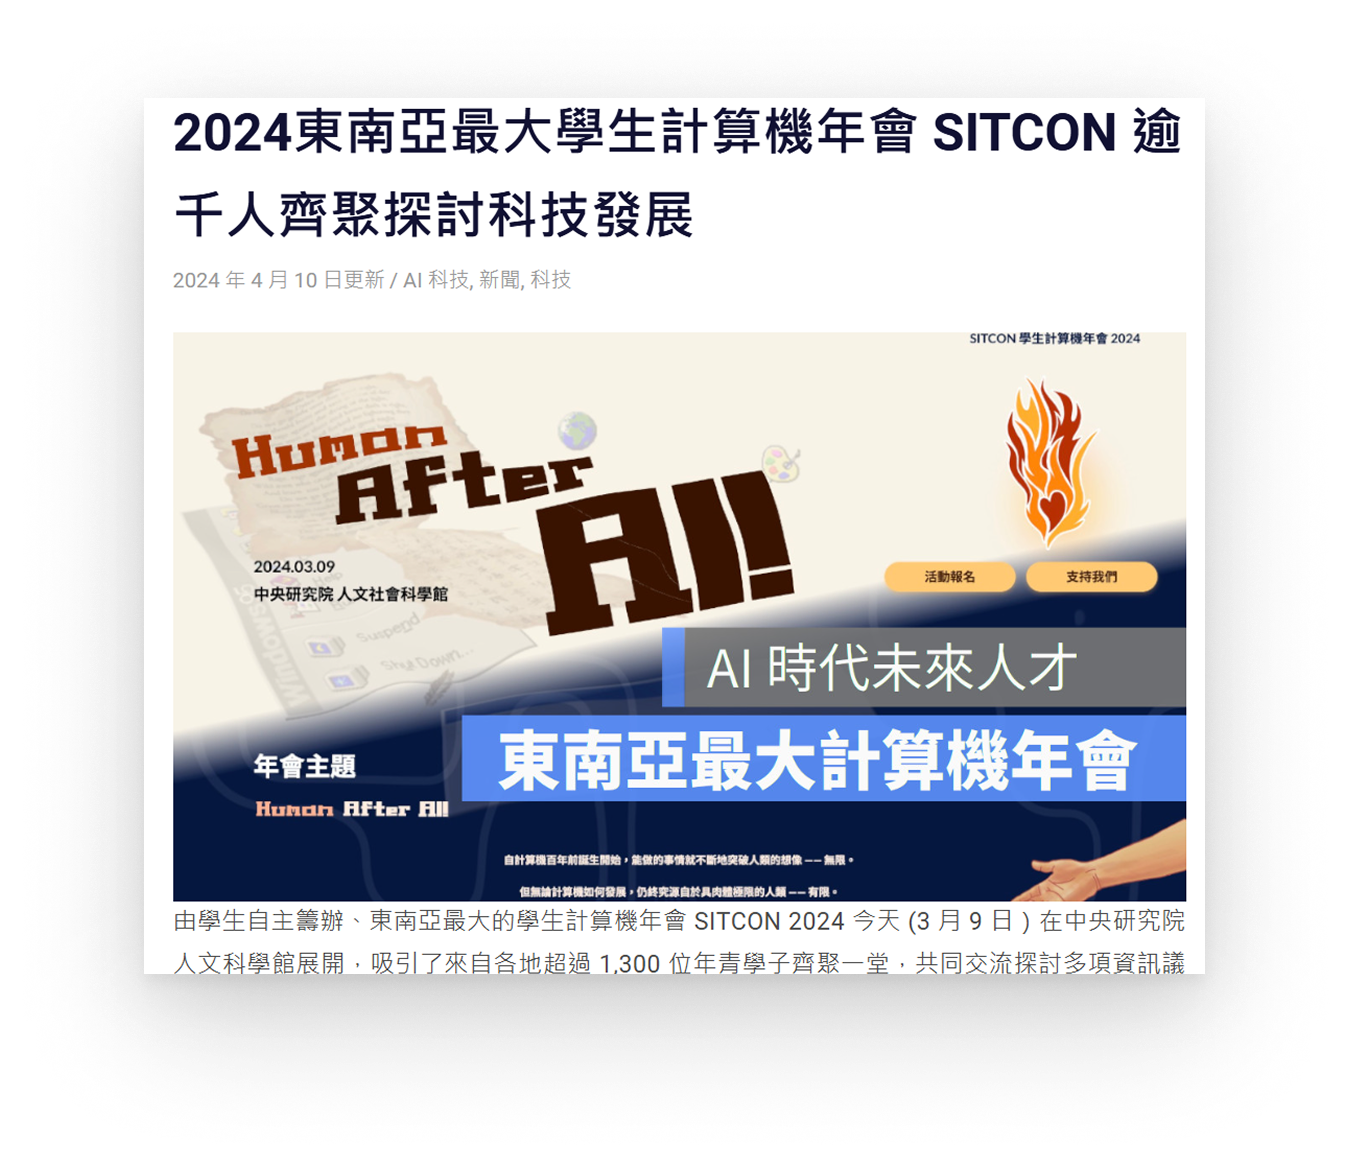 2024東南亞最大學生計算機年會 SITCON 逾
千人齊聚探討科技發展
2024 年 4 月 10 日更新 / AI 科技, 新聞, 科技
SITCON 學生計算機年會 2024
Human
After
All!
2024.03.09
中央研究院 人文社會科學館
活動報名
支持我們
Suspend
Shut Down...
AI 時代未來人才
東南亞最大計算機年會
年會主題
Human After All!
自計算機百年前誕生開始，能做的事情就不斷地突破人類的想像 —— 無限。
但無論計算機如何發展，仍終究源自於具肉體極限的人類 —— 有限。
由學生自主籌辦、東南亞最大的學生計算機年會 SITCON 2024 今天 (3 月 9 日 ) 在中央研究院
人文科學館展開，吸引了來自各地超過 1,300 位年青學子齊聚一堂，共同交流探討多項資訊議